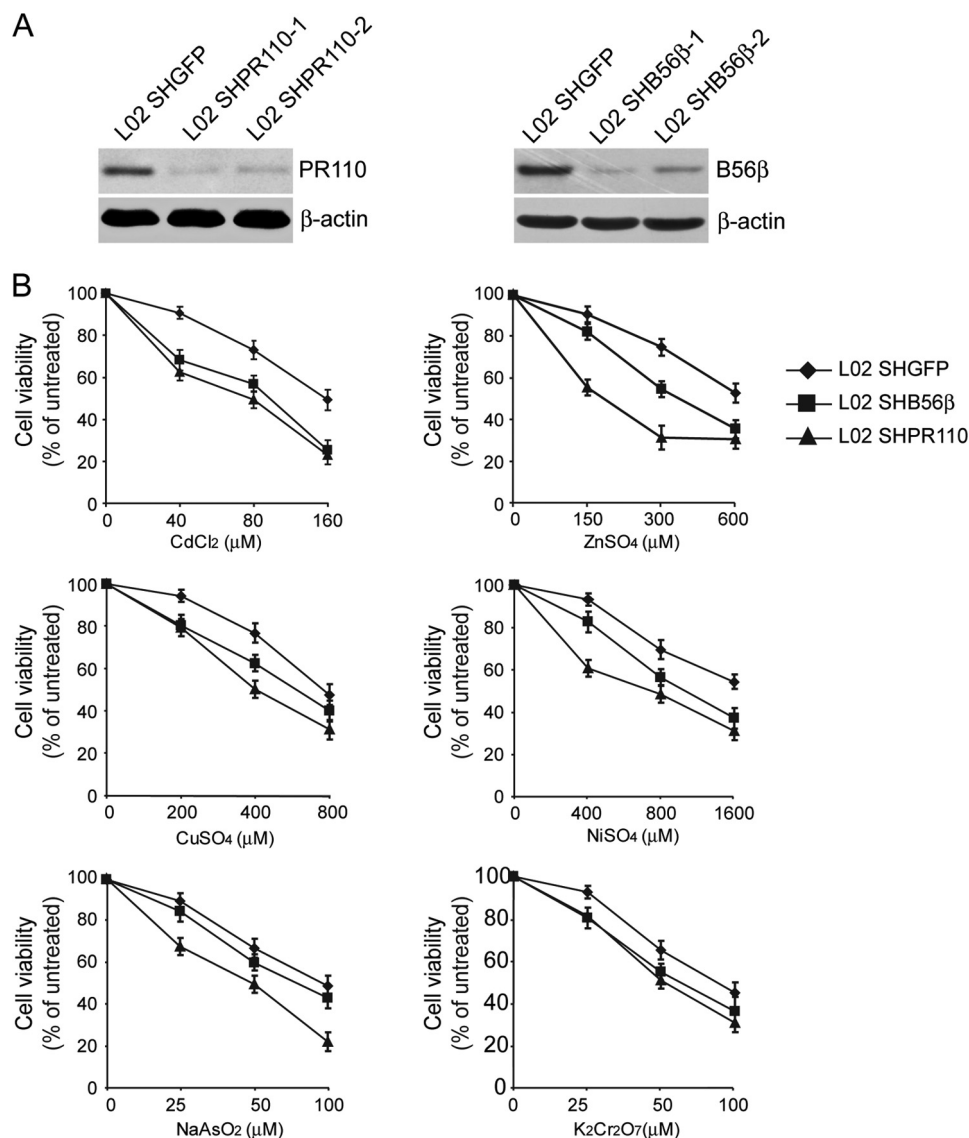 A
L02 SHGFP
L02 SHPR110-1
L02 SHPR110-2
PR110
β-actin
L02 SHGFP
L02 SHB56β-1
L02 SHB56β-2
B56β
β-actin
B
Cell viability
(% of untreated)
100
80
60
40
20
0
0 40 80 160
CdCl₂ (μM)
Cell viability
(% of untreated)
100
80
60
40
20
0
0 150 300 600
ZnSO₄ (μM)
L02 SHGFP
L02 SHB56β
L02 SHPR110
Cell viability
(% of untreated)
100
80
60
40
20
0
0 200 400 800
CuSO₄ (μM)
Cell viability
(% of untreated)
100
80
60
40
20
0
0 400 800 1600
NiSO₄ (μM)
Cell viability
(% of untreated)
100
80
60
40
20
0
0 25 50 100
NaAsO₂ (μM)
Cell viability
(% of untreated)
100
80
60
40
20
0
0 25 50 100
K₂Cr₂O₇(μM)